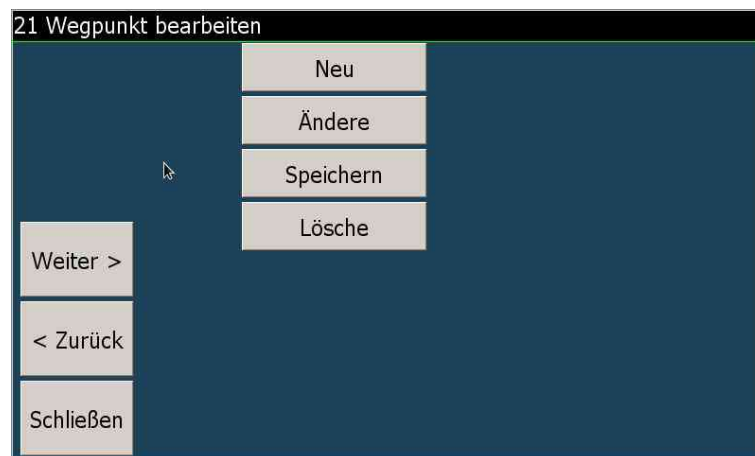 21 Wegpunkt bearbeiten
Neu
Ändere
Speichern
Lösche
Weiter >
< Zurück
Schließen